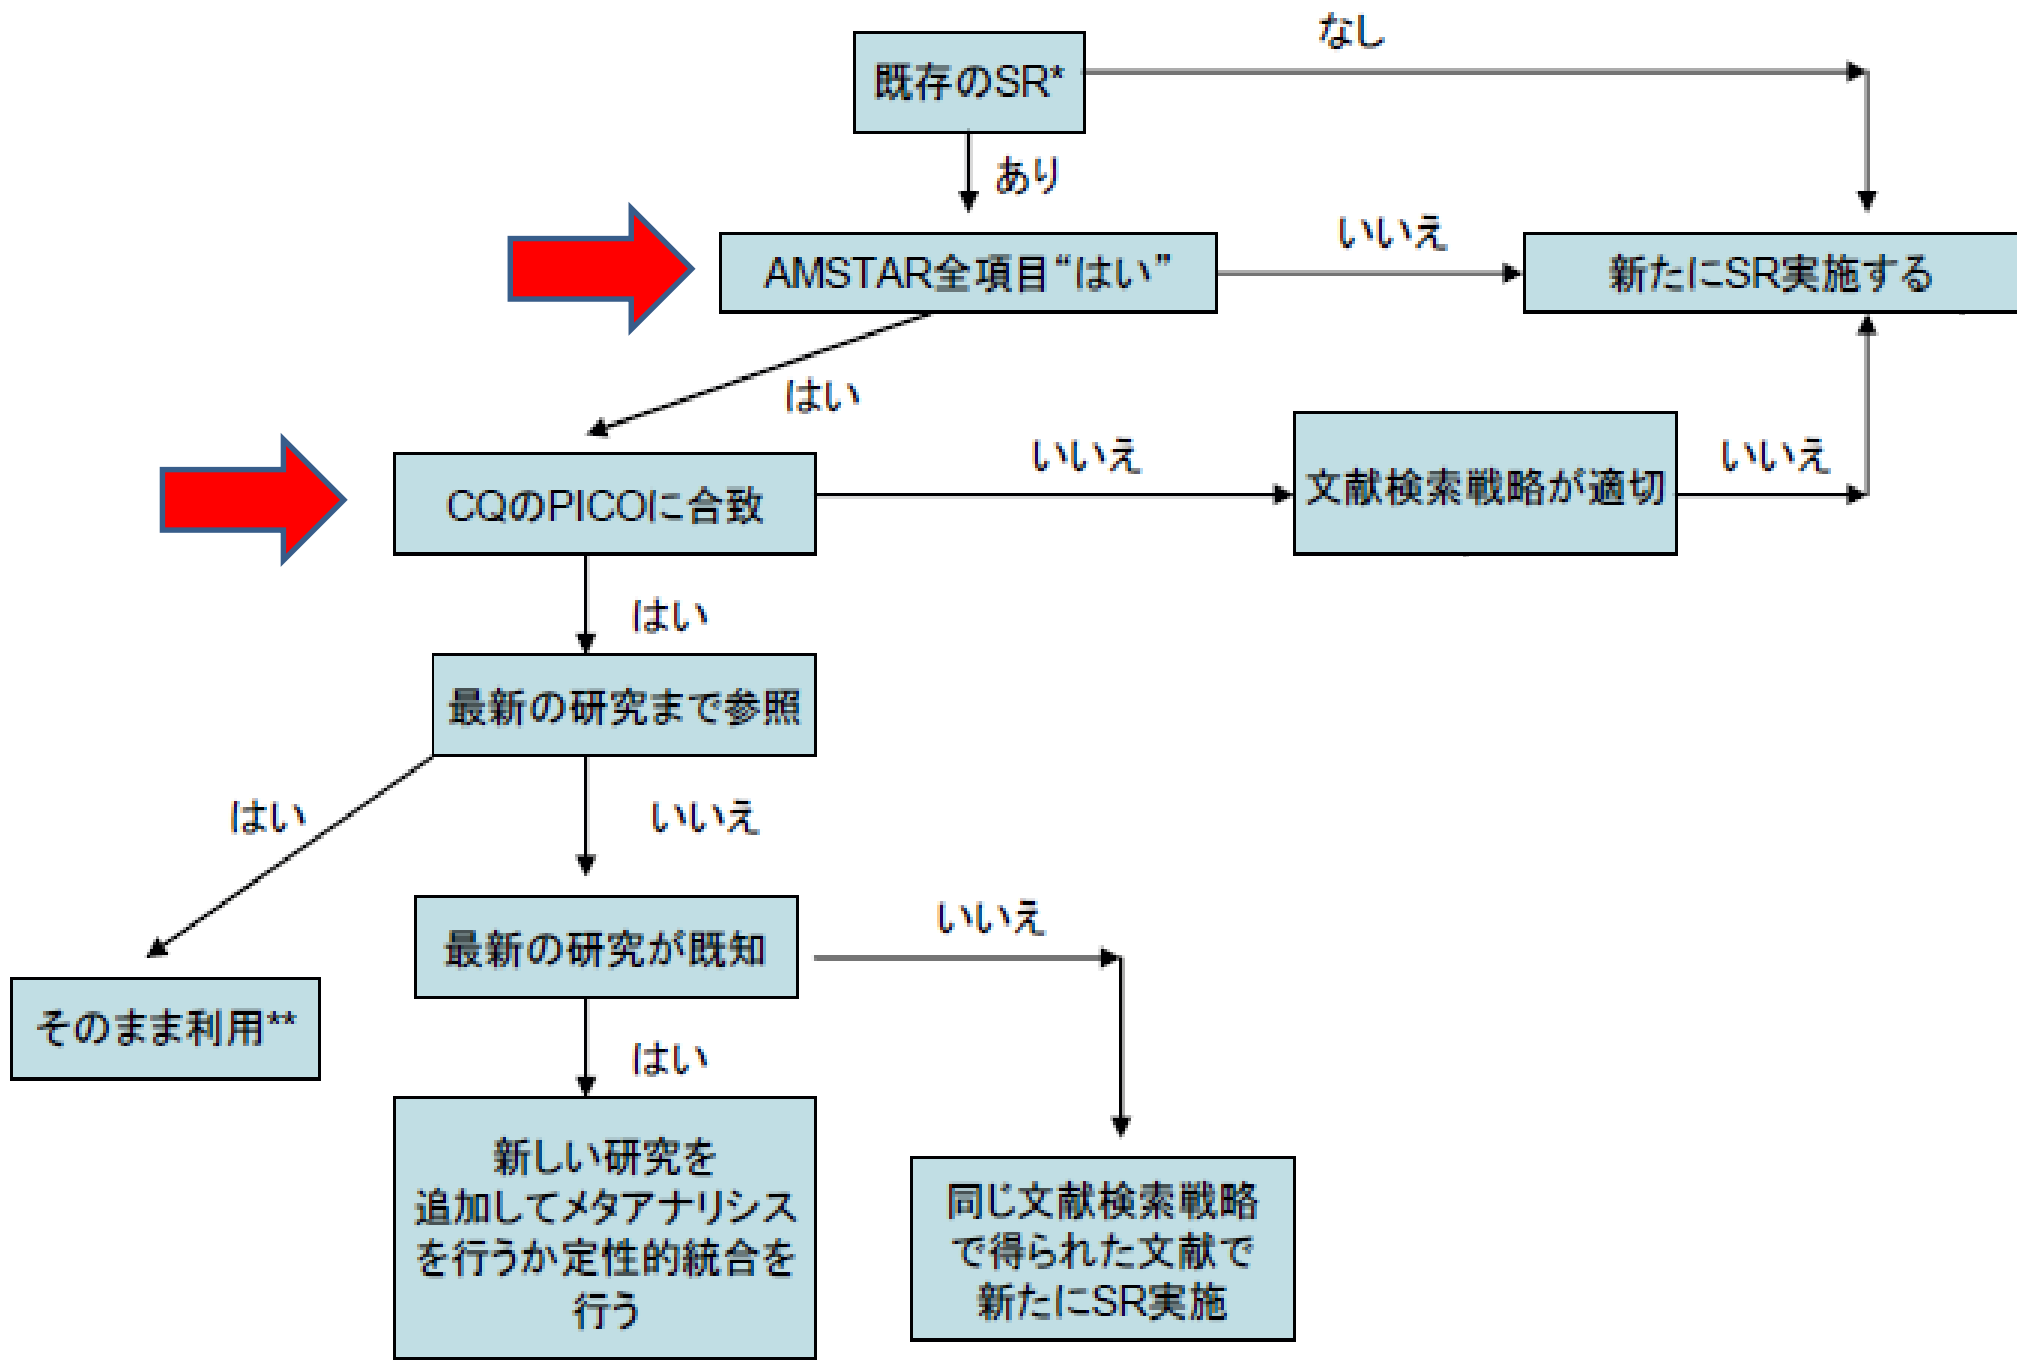 なし
既存のSR*
あり
AMSTAR全項目“はい”
いいえ
新たにSR実施する
はい
CQのPICOに合致
いいえ
文献検索戦略が適切
いいえ
はい
最新の研究まで参照
はい
いいえ
最新の研究が既知
いいえ
そのまま利用**
はい
新しい研究を
追加してメタアナリシス
を行うか定性的統合を
行う
同じ文献検索戦略
で得られた文献で
新たにSR実施